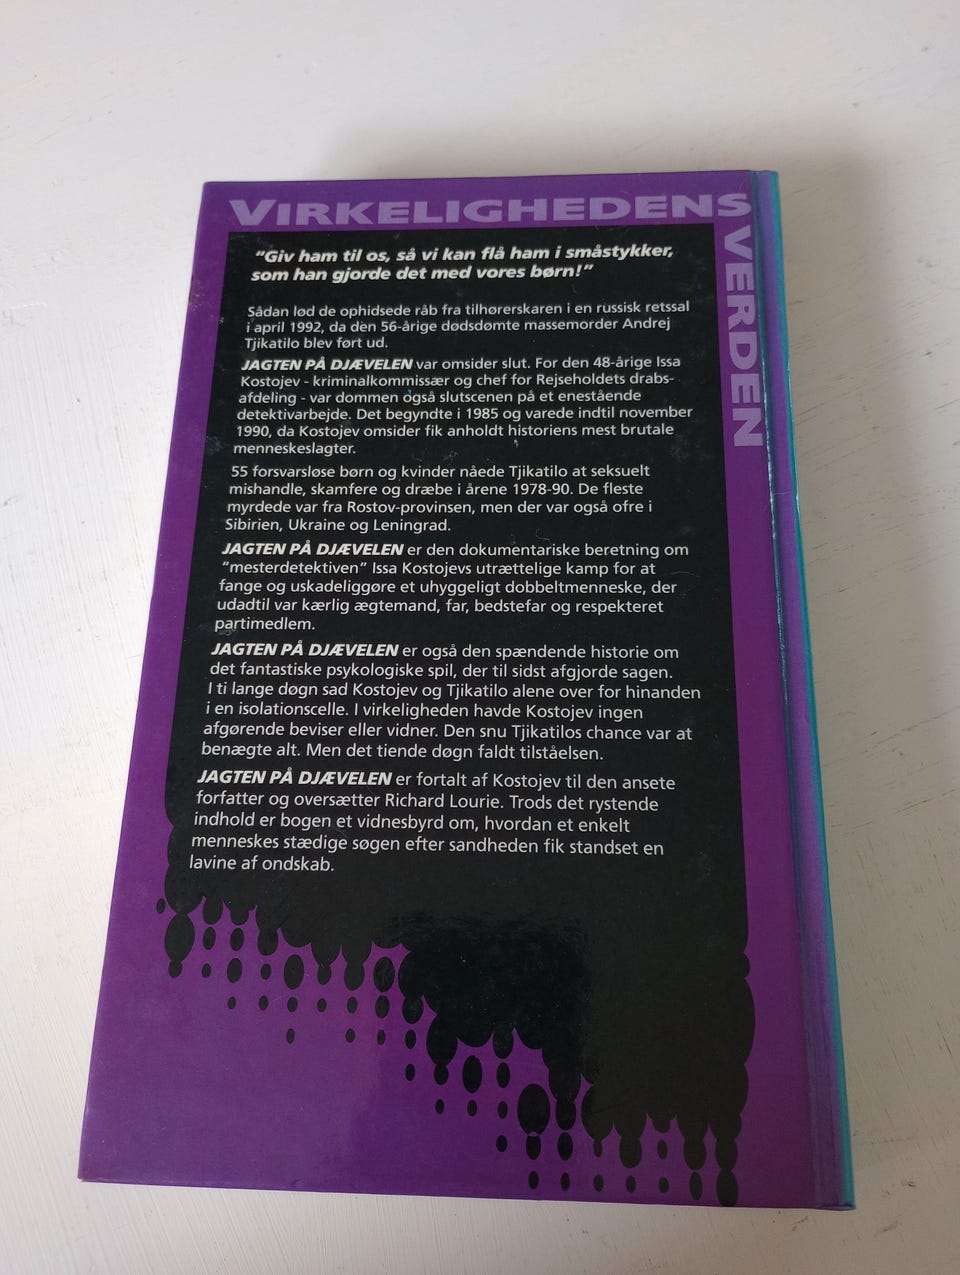 VIRKELIGHEDENS
VERDEN
"Giv ham til os, så vi kan flå ham i småstykker,
som han gjorde det med vores børn!"
Sådan lød de ophidsede råb fra tilhørerskaren i en russisk retssal
i april 1992, da den 56-årige dødsdømte massemorder Andrej
Tjikatilo blev ført ud.
JAGTEN PÅ DJÆVELEN var omsider slut. For den 48-årige Issa
Kostojev - kriminalkommissær og chef for Rejseholdets drabs-
afdeling - var dommen også slutscenen på et enestående
detektivarbejde. Det begyndte i 1985 og varede indtil november
1990, da Kostojev omsider fik anholdt historiens mest brutale
menneskeslagter.
55 forsvarsløse børn og kvinder nåede Tjikatilo at seksuelt
mishandle, skamfere og dræbe i årene 1978-90. De fleste
myrdede var fra Rostov-provinsen, men der var også ofre i
Sibirien, Ukraine og Leningrad.
JAGTEN PÅ DJÆVELEN er den dokumentariske beretning om
"mesterdetektiven" Issa Kostojevs utrættelige kamp for at
fange og uskadeliggøre et uhyggeligt dobbeltmenneske, der
udadtil var kærlig ægtemand, far, bedstefar og respekteret
partimedlem.
JAGTEN PÅ DJÆVELEN er også den spændende historie om
det fantastiske psykologiske spil, der til sidst afgjorde sagen.
I ti lange døgn sad Kostojev og Tjikatilo alene over for hinanden
i en isolationscelle. I virkeligheden havde Kostojev ingen
afgørende beviser eller vidner. Den snu Tjikatilos chance var at
benægte alt. Men det tiende døgn faldt tilståelsen.
JAGTEN PÅ DJÆVELEN er fortalt af Kostojev til den ansete
forfatter og oversætter Richard Lourie. Trods det rystende
indhold er bogen et vidnesbyrd om, hvordan et enkelt
menneskes stædige søgen efter sandheden fik standset en
lavine af ondskab.